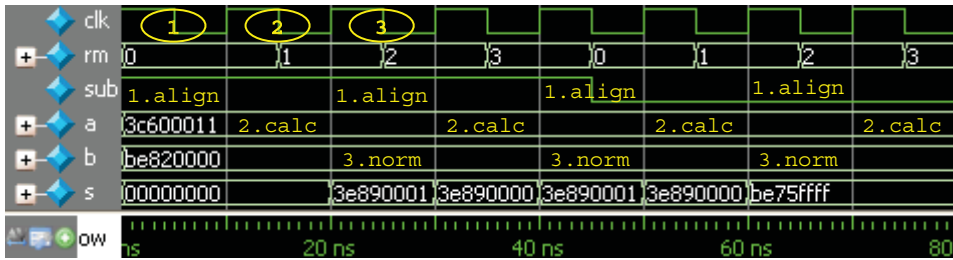 clk 1 2 3
rm 0 1 2 3 0 1 2 3
sub 1.align 1.align 1.align 1.align
a 3c600011 2.calc 2.calc 2.calc 2.calc
b be820000 3.norm 3.norm 3.norm
s 00000000 3e890001 3e890000 3e890001 3e890000 be75ffff
ow ns 20 ns 40 ns 60 ns 80